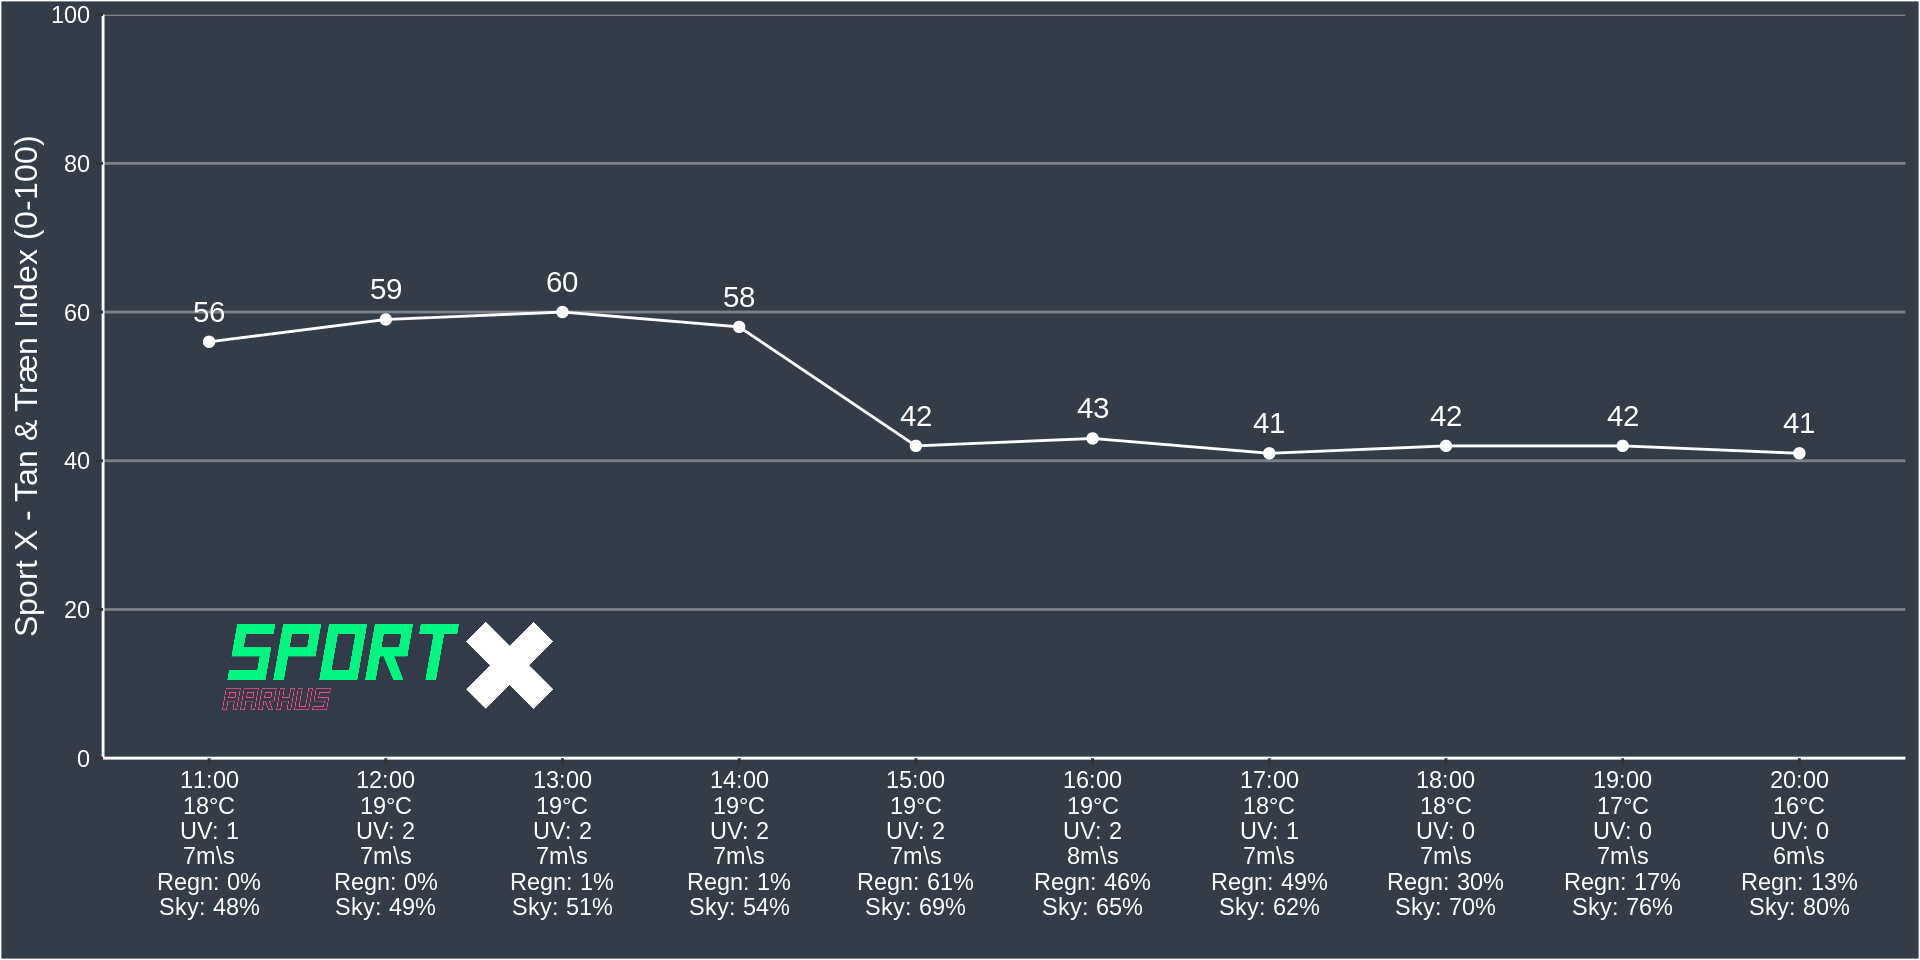 Sport X - Tan & Træn Index (0-100)
100
80
60
40
20
0
56
59
60
58
42
43
41
42
42
41
SPORT X
AARHUS
11:00 12:00 13:00 14:00 15:00 16:00 17:00 18:00 19:00 20:00
18°C 19°C 19°C 19°C 19°C 19°C 18°C 18°C 17°C 16°C
UV: 1 UV: 2 UV: 2 UV: 2 UV: 2 UV: 2 UV: 1 UV: 0 UV: 0 UV: 0
7m\s 7m\s 7m\s 7m\s 7m\s 8m\s 7m\s 7m\s 7m\s 6m\s
Regn: 0% Regn: 0% Regn: 1% Regn: 1% Regn: 61% Regn: 46% Regn: 49% Regn: 30% Regn: 17% Regn: 13%
Sky: 48% Sky: 49% Sky: 51% Sky: 54% Sky: 69% Sky: 65% Sky: 62% Sky: 70% Sky: 76% Sky: 80%